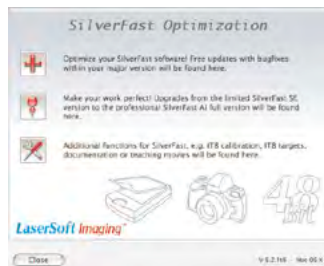 SilverFast Optimization
Optimize your SilverFast software! Free updates with bugfixes
within your major version will be found here.
Make your work perfect! Upgrades from the limited SilverFast SE
version to the professional SilverFast Ai full version will be found
here.
Additional functions for SilverFast, e.g. IT8 calibration, IT8 targets,
documentation or teaching movies will be found here.
48
Bit
LaserSoft Imaging
Close
Mac OS X